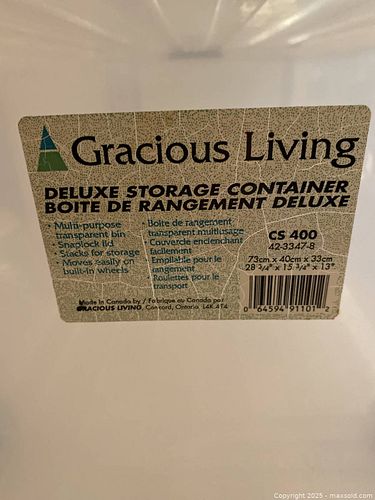 Gracious Living
DELUXE STORAGE CONTAINER
BOITE DE RANGEMENT DELUXE
• Multi-purpose
transparent bin
• Snaplock lid
• Stacks for storage
• Moves easily on
built-in wheels
• Boite de rangement
transparent multiusage
• Couvercle enclenchant
facilement
• Empilable pour le
rangement
• Roulettes pour le
transport
CS 400
42-3347-8
73cm x 40cm x 33cm
28 3/4" x 15 3/4" x 13"
Made in Canada by / Fabrique au Canada par
GRACIOUS LIVING, Concord, Ontario, L4K 4T4
0 64594 91101 2
Copyright 2025 - maxsold.com